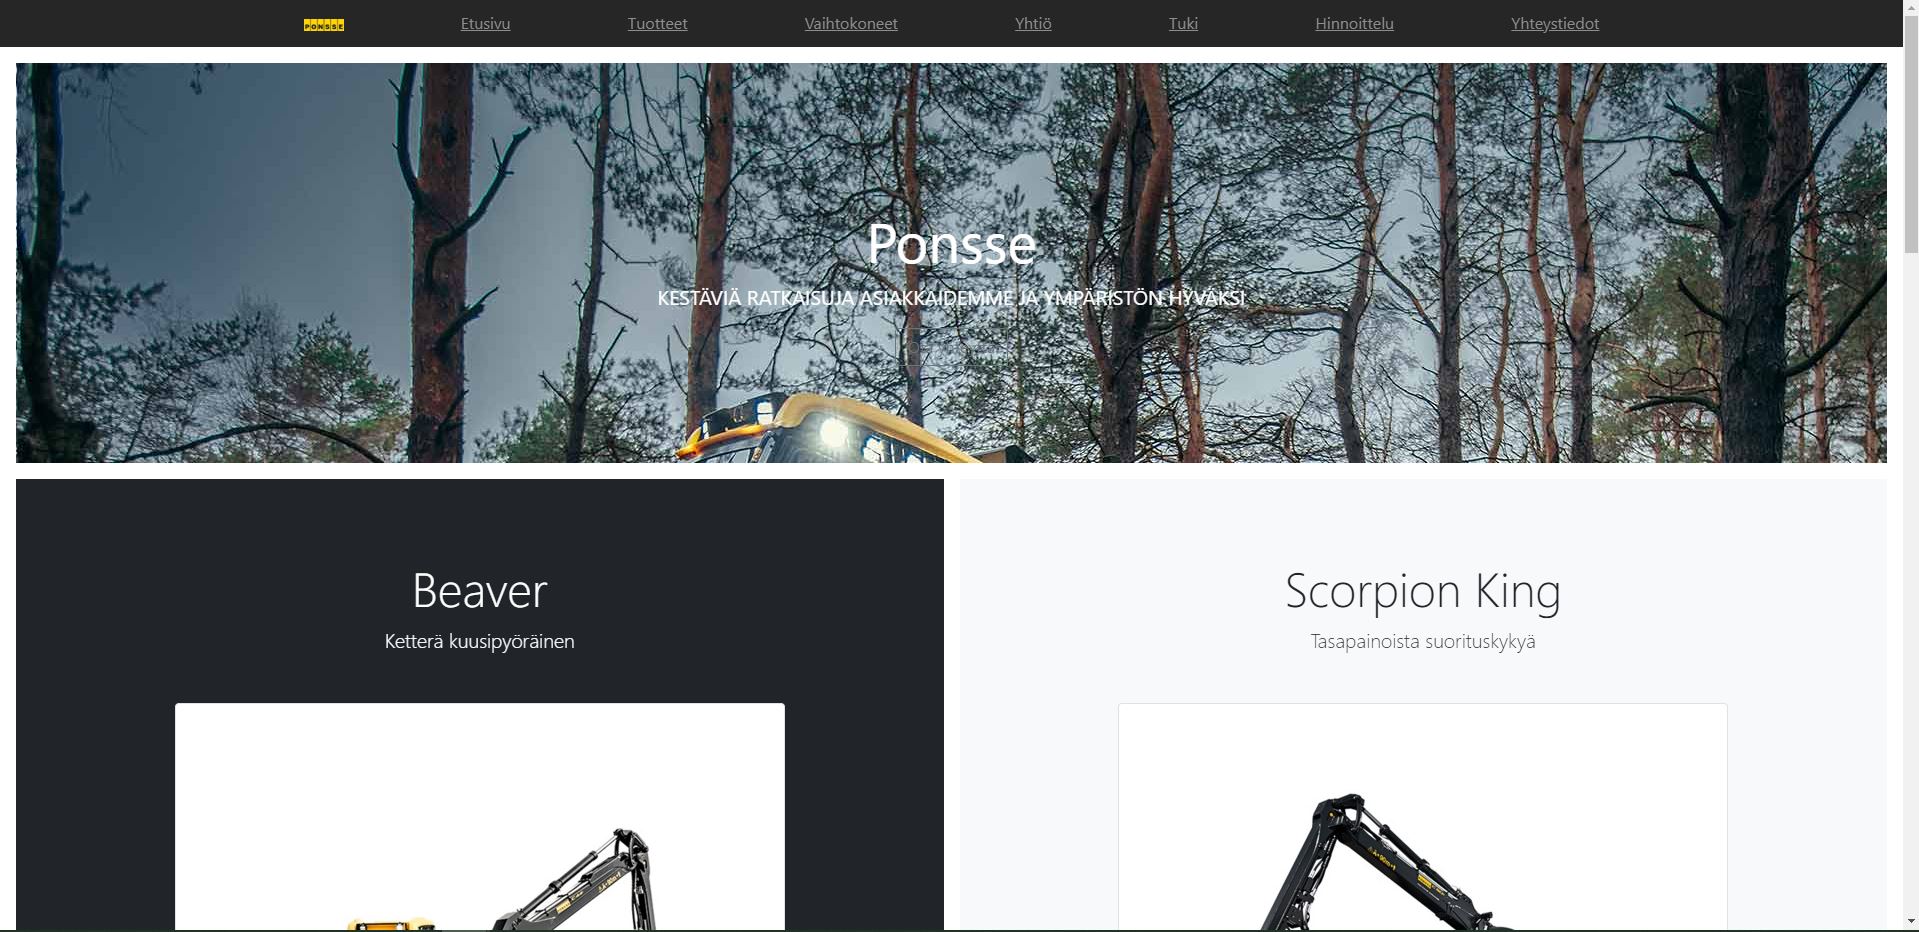 PONSSE Etusivu Tuotteet Vaihtokoneet Yhtiö Tuki Hinnoittelu Yhteystiedot
Ponsse
KESTÄVIÄ RATKAISUJA ASIAKKAIDEMME JA YMPÄRISTÖN HYVÄKSI
Beaver
Scorpion King
Ketterä kuusipyöräinen
Tasapainoista suorituskykyä